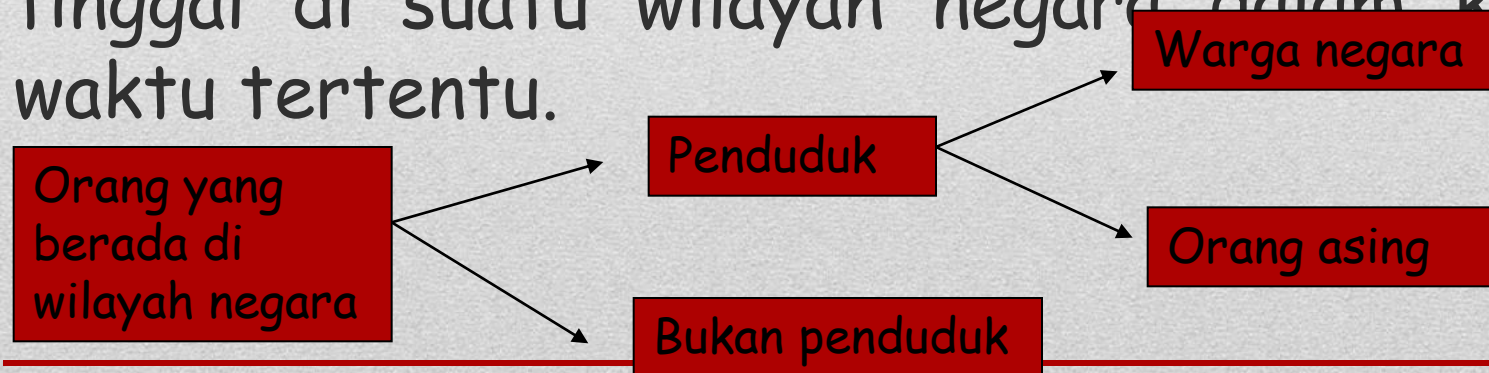 tinggal di suatu wilayah negara dalam
waktu tertentu.
Warga negara
Penduduk
Orang yang
berada di
wilayah negara
Orang asing
Bukan penduduk